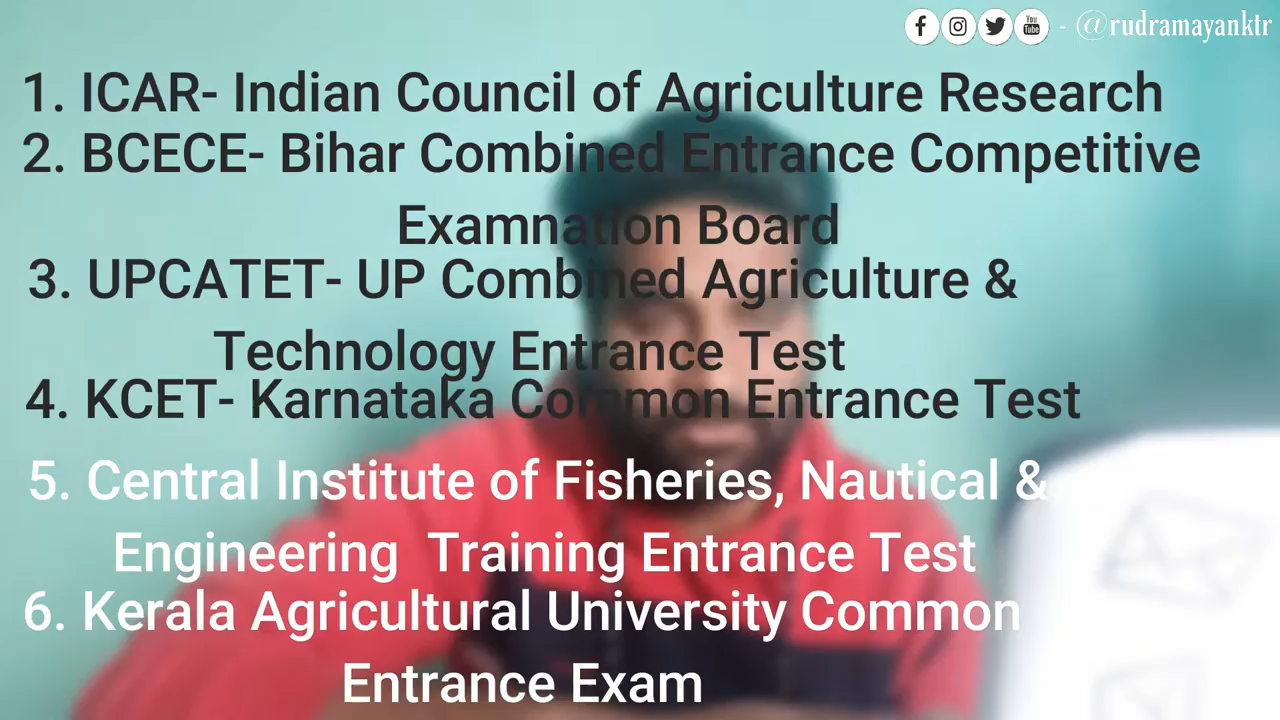 - @rudramayanktr
1. ICAR- Indian Council of Agriculture Research
2. BCECE- Bihar Combined Entrance Competitive
Examnation Board
3. UPCATET- UP Combined Agriculture &
Technology Entrance Test
4. KCET- Karnataka Common Entrance Test
5. Central Institute of Fisheries, Nautical &
Engineering  Training Entrance Test
6. Kerala Agricultural University Common
Entrance Exam